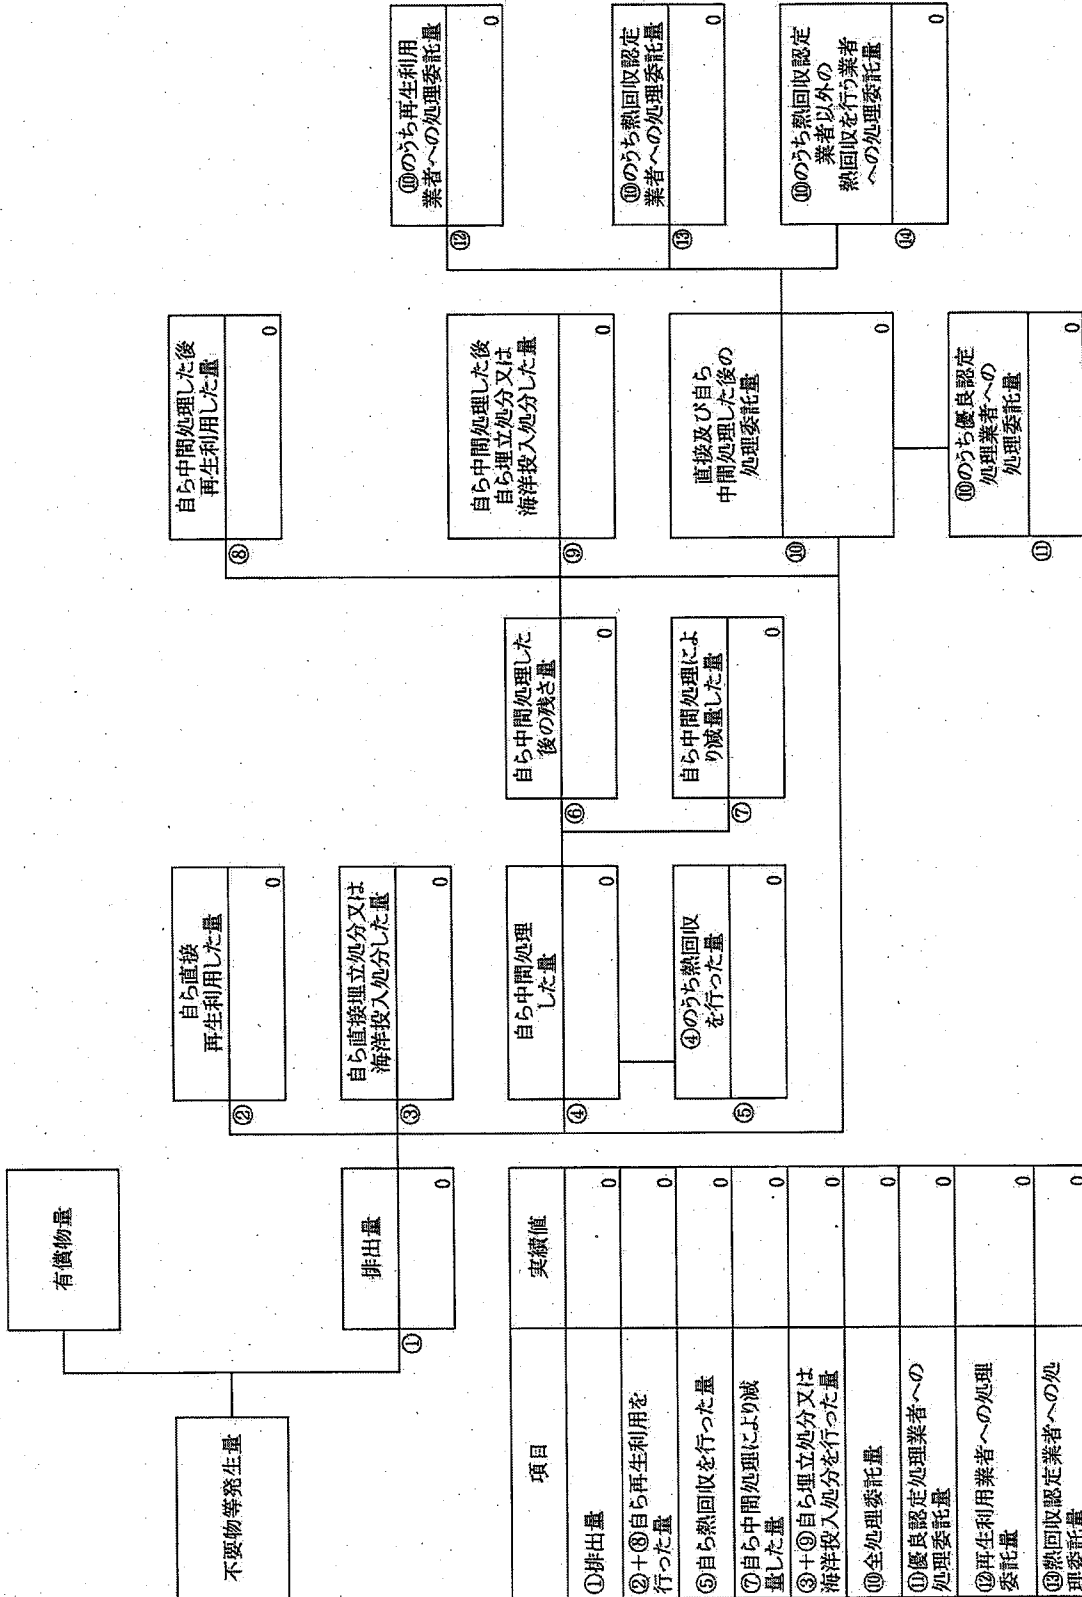 不要物等発生量
有償物量
排出量
①
0
自ら直接
再生利用した量
②
0
自ら直接埋立処分又は
海洋投入処分した量
③
0
自ら中間処理
した量
④
0
④のうち熱回収
を行った量
⑤
0
自ら中間処理した
後の残さ量
⑥
0
自ら中間処理によ
り減量した量
⑦
0
自ら中間処理した後
再生利用した量
⑧
0
自ら中間処理した後
自ら埋立処分又は
海洋投入処分した量
⑨
0
直接及び自ら
中間処理した後の
処理委託量
⑩
0
⑩のうち優良認定
処理業者への
処理委託量
⑪
0
⑩のうち再生利用
業者への処理委託量
⑫
0
⑩のうち熱回収認定
業者への処理委託量
⑬
0
⑩のうち熱回収認定
業者以外の
熱回収を行う業者
への処理委託量
⑭
0
項目 実績値
①排出量 0
②+⑧自ら再生利用を
行った量 0
⑤自ら熱回収を行った量 0
⑦自ら中間処理により減
量した量 0
③+⑨自ら埋立処分又は
海洋投入処分を行った量 0
⑩全処理委託量 0
⑪優良認定処理業者への
処理委託量 0
⑫再生利用業者への処理
委託量 0
⑬熱回収認定業者への処
理委託量 0